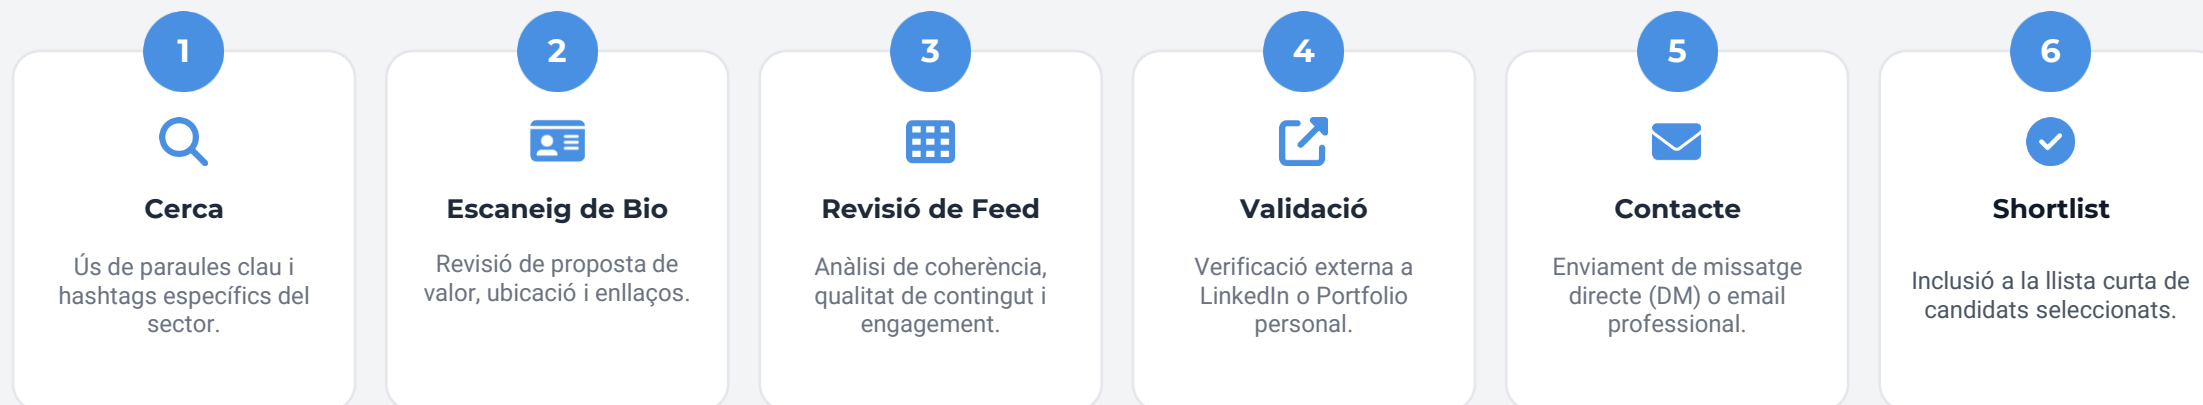 1
Cerca
Ús de paraules clau i
hashtags específics del
sector.
2
Escaneig de Bio
Revisió de proposta de
valor, ubicació i enllaços.
3
Revisió de Feed
Anàlisi de coherència,
qualitat de contingut i
engagement.
4
Validació
Verificació externa a
LinkedIn o Portfolio
personal.
5
Contacte
Enviament de missatge
directe (DM) o email
professional.
6
Shortlist
Inclusió a la llista curta de
candidats seleccionats.